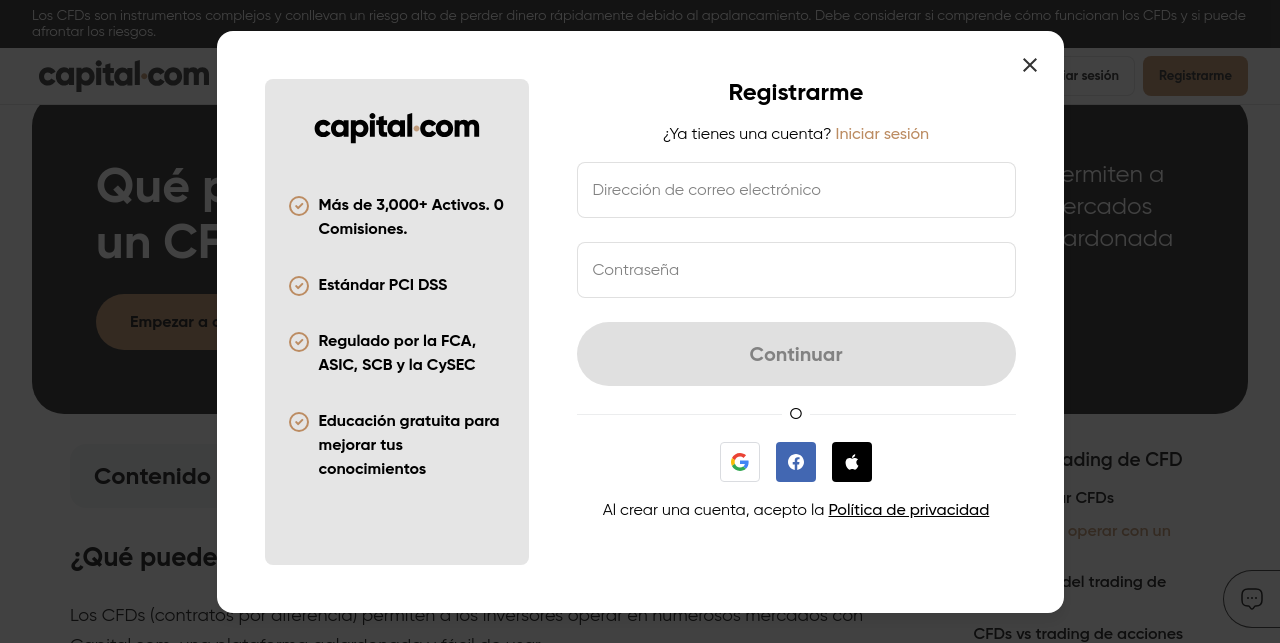 Los CFDs son instrumentos complejos y conllevan un riesgo alto de perder dinero rápidamente debido al apalancamiento. Debe considerar si comprende cómo funcionan los CFDs y si puede
afrontar los riesgos.
capital.com
sesión
Registrarme
Qué
un
ermiten a
ercados
ardonada
Empezar a
Contenido
¿Qué puede
Los CFDs (contratos por diferencia) permiten a los inversores operar en numerosos mercados con
trading de CFD
CFDs
operar con un
del trading de
CFDs vs trading de acciones
capital.com
Más de 3,000+ Activos. 0
Comisiones.
Estándar PCI DSS
Regulado por la FCA,
ASIC, SCB y la CySEC
Educación gratuita para
mejorar tus
conocimientos
Registrarme
¿Ya tienes una cuenta? Iniciar sesión
Dirección de correo electrónico
Contraseña
Continuar
O
Al crear una cuenta, acepto la Política de privacidad